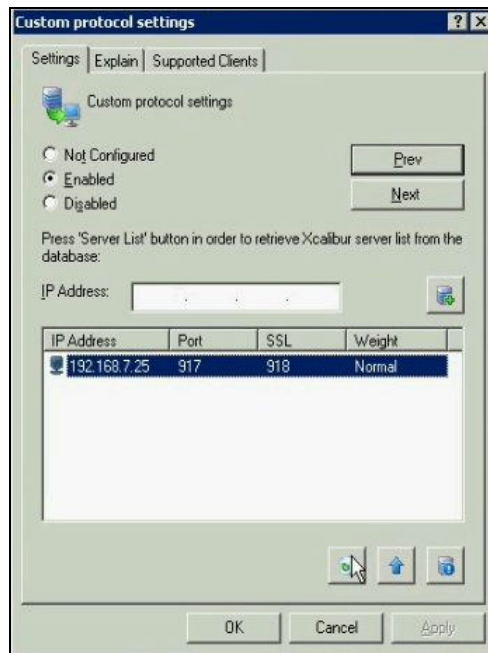 Custom protocol settings
Settings Explain Supported Clients
Custom protocol settings
Not Configured
Prev
Enabled
Next
Disabled
Press 'Server List' button in order to retrieve Xcalibur server list from the
database:
IP Address:
IP Address Port SSL Weight
192.168.7.25 917 918 Normal
OK Cancel Apply